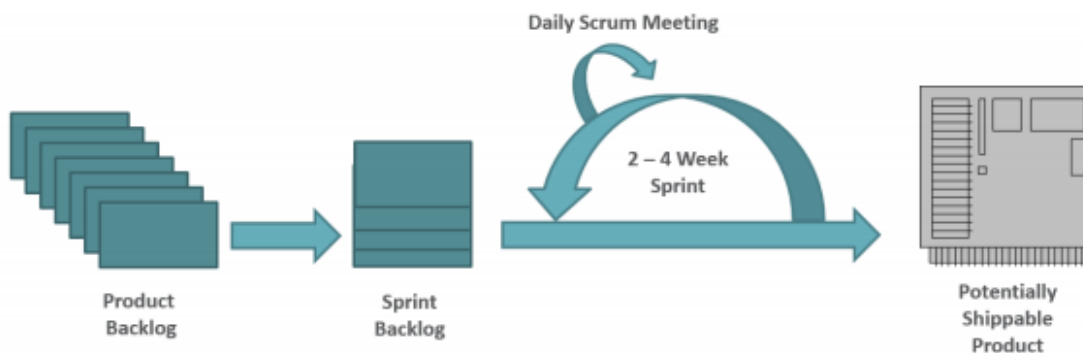 Daily Scrum Meeting
2 – 4 Week
Sprint
Product
Backlog
Sprint
Backlog
Potentially
Shippable
Product